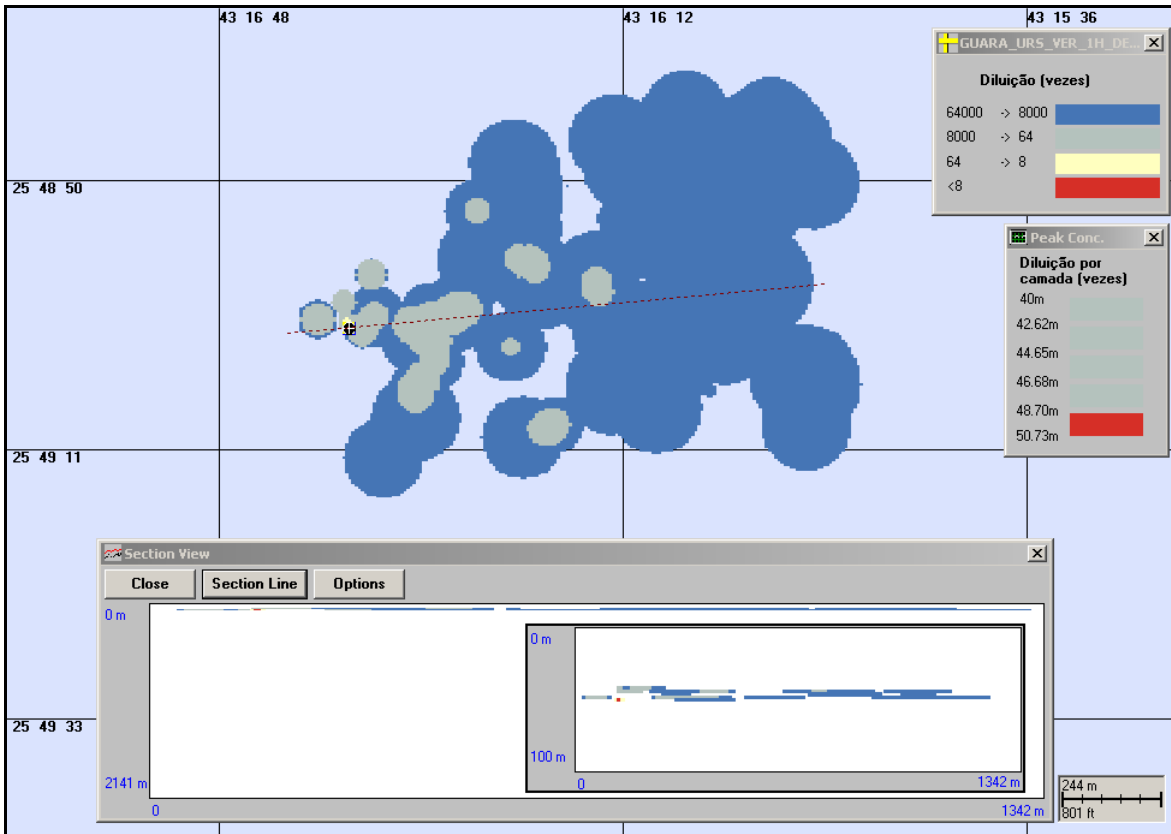 43 16 48
43 16 12
43 15 36
GUARA_URS_VER_1H_DE...
Diluição (vezes)
64000 -> 8000
8000 -> 64
64 -> 8
<8
25 48 50
Peak Conc.
Diluição por
camada (vezes)
40m
42.62m
44.65m
46.68m
48.70m
50.73m
25 49 11
Section View
Close
Section Line
Options
0 m
0 m
100 m
0
1342 m
25 49 33
2141 m
0
1342 m
244 m
801 ft